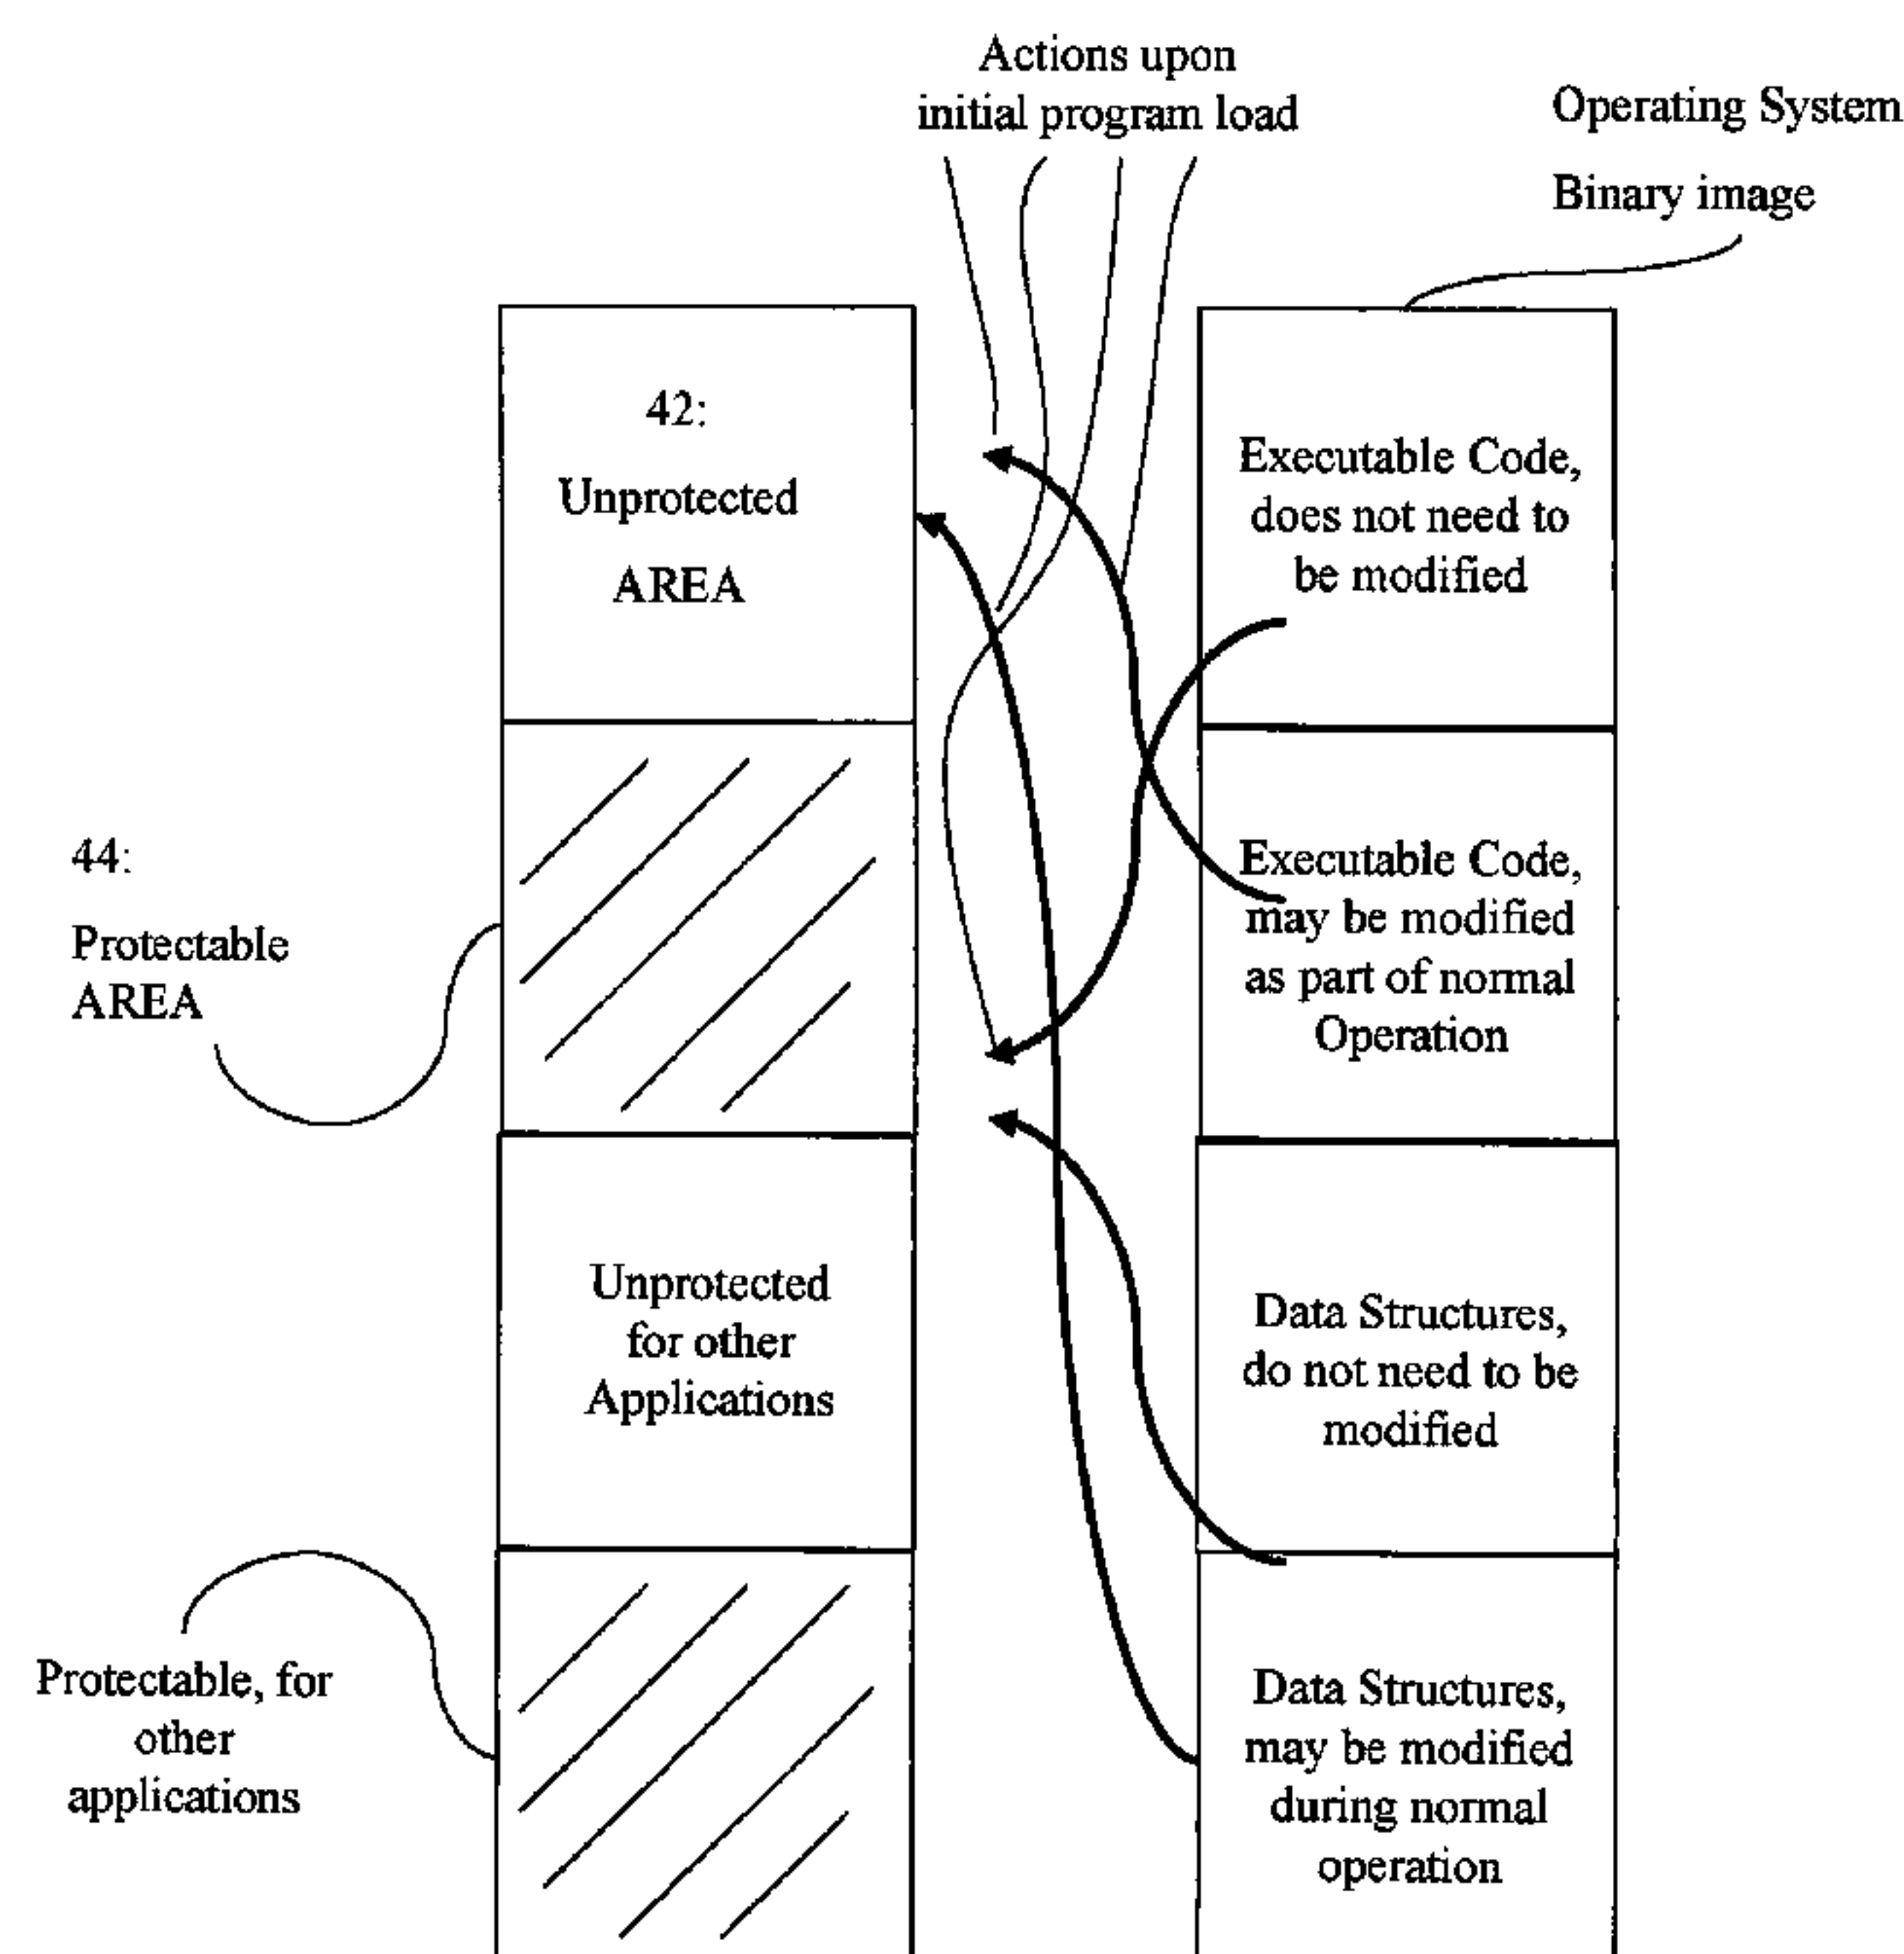 Actions upon
initial program load
Operating System
Binary image
42:
Unprotected
AREA
Executable Code,
does not need to
be modified
44:
Protectable
AREA
Executable Code,
may be modified
as part of normal
Operation
Unprotected
for other
Applications
Data Structures,
do not need to be
modified
Protectable, for
other
applications
Data Structures,
may be modified
during normal
operation